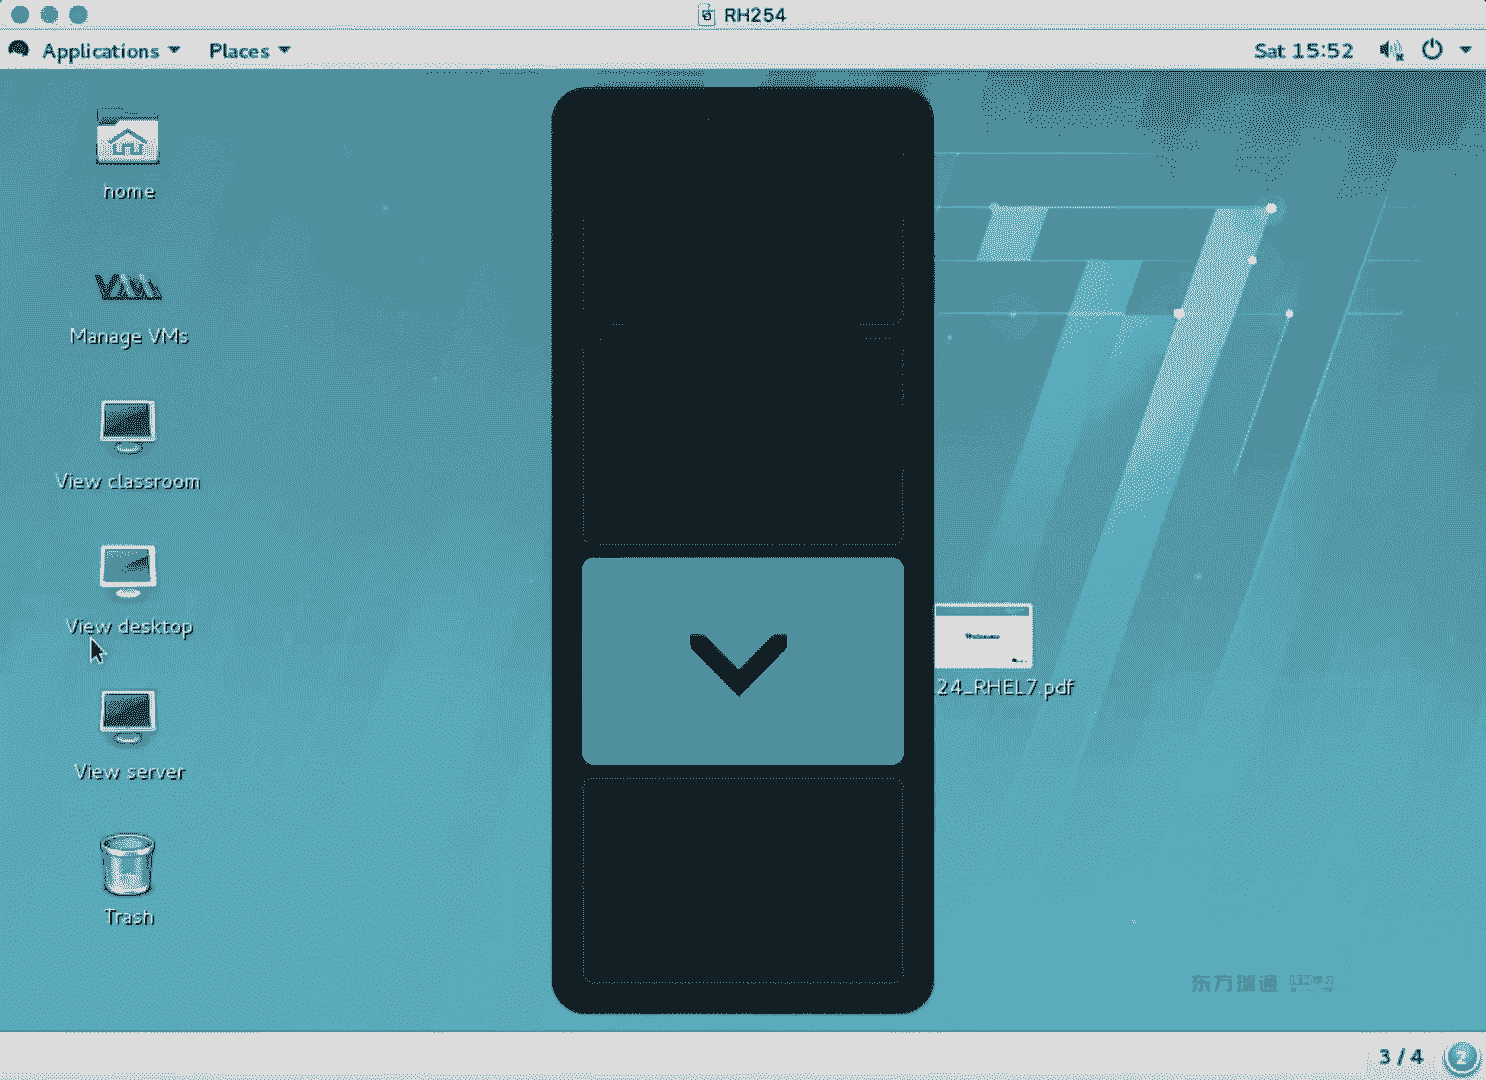 RH254
Applications Places Sat 15:52
home
Manage VMs
View classroom
View desktop
24_RHEL7.pdf
View server
Trash
东方瑞通
3 / 4 2